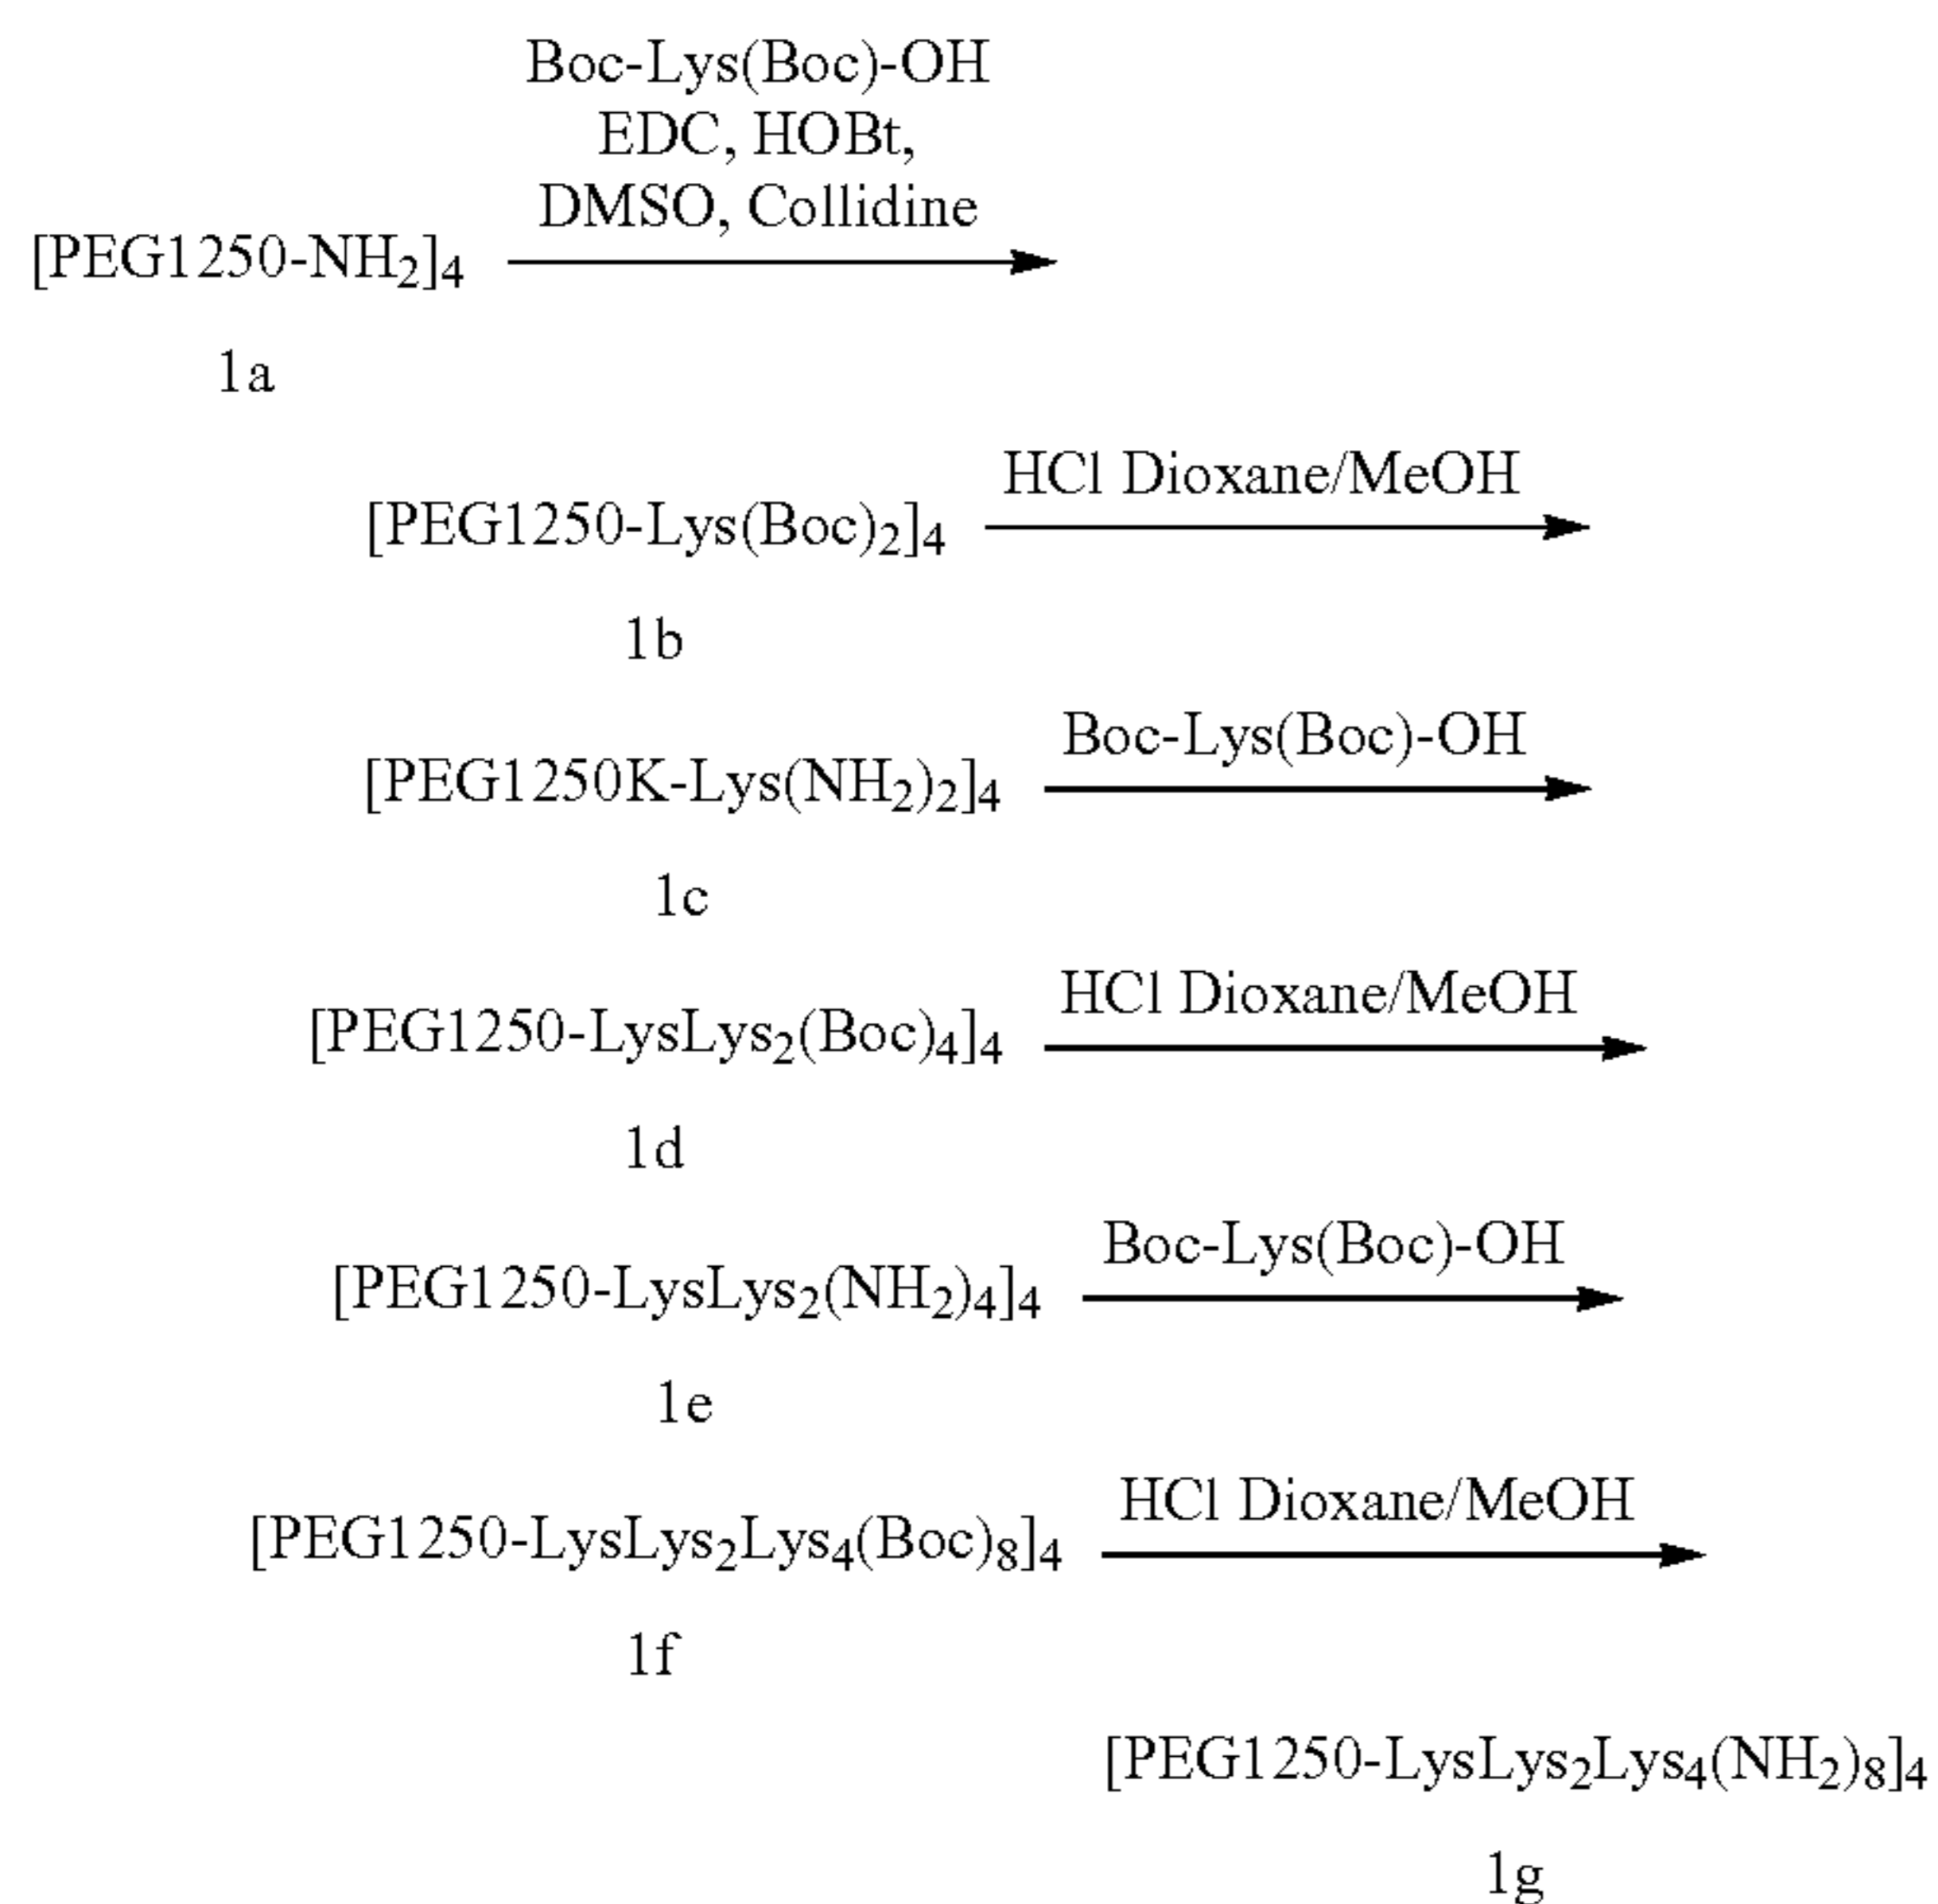 Boc-Lys(Boc)-OH
EDC, HOBt,
DMSO, Collidine
[PEG1250-NH₂]₄
1a
HCl Dioxane/MeOH
[PEG1250-Lys(Boc)₂]₄
1b
Boc-Lys(Boc)-OH
[PEG1250K-Lys(NH₂)₂]₄
1c
HCl Dioxane/MeOH
[PEG1250-LysLys₂(Boc)₄]₄
1d
Boc-Lys(Boc)-OH
[PEG1250-LysLys₂(NH₂)₄]₄
1e
HCl Dioxane/MeOH
[PEG1250-LysLys₂Lys₄(Boc)₈]₄
1f
[PEG1250-LysLys₂Lys₄(NH₂)₈]₄
1g